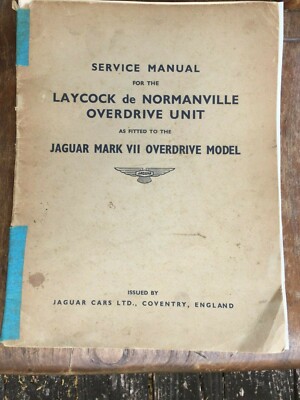 SERVICE MANUAL
FOR THE
LAYCOCK de NORMANVILLE
OVERDRIVE UNIT
AS FITTED TO THE
JAGUAR MARK VII OVERDRIVE MODEL
JAGUAR
ISSUED BY
JAGUAR CARS LTD., COVENTRY, ENGLAND